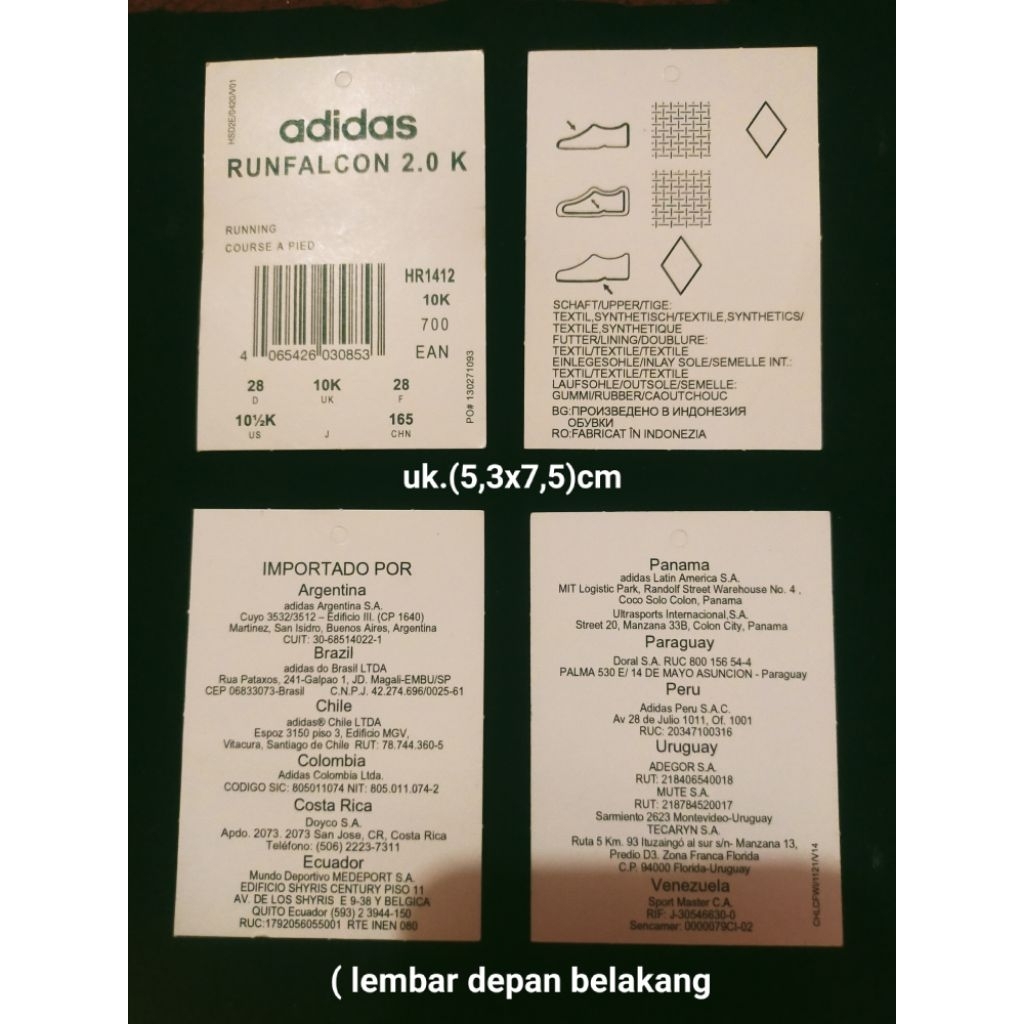 HSD2E/0420/V01
adidas
RUNFALCON 2.0 K
RUNNING
COURSE A PIED
HR1412
10K
700
EAN
4 065426 030853
PO# 130271093
28 10K 28
D UK F
10½K 165
US J CHN
SCHAFT/UPPER/TIGE:
TEXTIL,SYNTHETISCH/TEXTILE,SYNTHETICS/
TEXTILE,SYNTHETIQUE
FUTTER/LINING/DOUBLURE:
TEXTIL/TEXTILE/TEXTILE
EINLEGESOHLE/INLAY SOLE/SEMELLE INT.:
TEXTIL/TEXTILE/TEXTILE
LAUFSOHLE/OUTSOLE/SEMELLE:
GUMMI/RUBBER/CAOUTCHOUC
BG:ПРОИЗВЕДЕНО В ИНДОНЕЗИЯ
ОБУВКИ
RO:FABRICAT ÎN INDONEZIA
uk.(5,3x7,5)cm
IMPORTADO POR
Argentina
adidas Argentina S.A.
Cuyo 3532/3512 – Edificio III. (CP 1640)
Martinez, San Isidro, Buenos Aires, Argentina
CUIT: 30-68514022-1
Brazil
adidas do Brasil LTDA
Rua Pataxos, 241-Galpao 1, JD. Magali-EMBU/SP
CEP 06833073-Brasil C.N.P.J. 42.274.696/0025-61
Chile
adidas® Chile LTDA
Espoz 3150 piso 3, Edificio MGV,
Vitacura, Santiago de Chile RUT: 78.744.360-5
Colombia
Adidas Colombia Ltda.
CODIGO SIC: 805011074 NIT: 805.011.074-2
Costa Rica
Doyco S.A.
Apdo. 2073. 2073 San Jose, CR, Costa Rica
Teléfono: (506) 2223-7311
Ecuador
Mundo Deportivo MEDEPORT S.A.
EDIFICIO SHYRIS CENTURY PISO 11
AV. DE LOS SHYRIS E 9-38 Y BELGICA
QUITO Ecuador (593) 2 3944-150
RUC:1792056055001 RTE INEN 080
Panama
adidas Latin America S.A.
MIT Logistic Park, Randolf Street Warehouse No. 4 ,
Coco Solo Colon, Panama
Ultrasports Internacional,S.A.
Street 20, Manzana 33B, Colon City, Panama
Paraguay
Doral S.A. RUC 800 156 54-4
PALMA 530 E/ 14 DE MAYO ASUNCION - Paraguay
Peru
Adidas Peru S.A.C.
Av 28 de Julio 1011, Of. 1001
RUC: 20347100316
Uruguay
ADEGOR S.A.
RUT: 218406540018
MUTE S.A.
RUT: 218784520017
Sarmiento 2623 Montevideo-Uruguay
TECARYN S.A.
Ruta 5 Km. 93 Ituzaingó al sur s/n- Manzana 13,
Predio D3. Zona Franca Florida
C.P. 94000 Florida-Uruguay
Venezuela
Sport Master C.A.
RIF: J-30546630-0
Sencamer: 0000079CI-02
CHLCFW/1121/V14
( lembar depan belakang